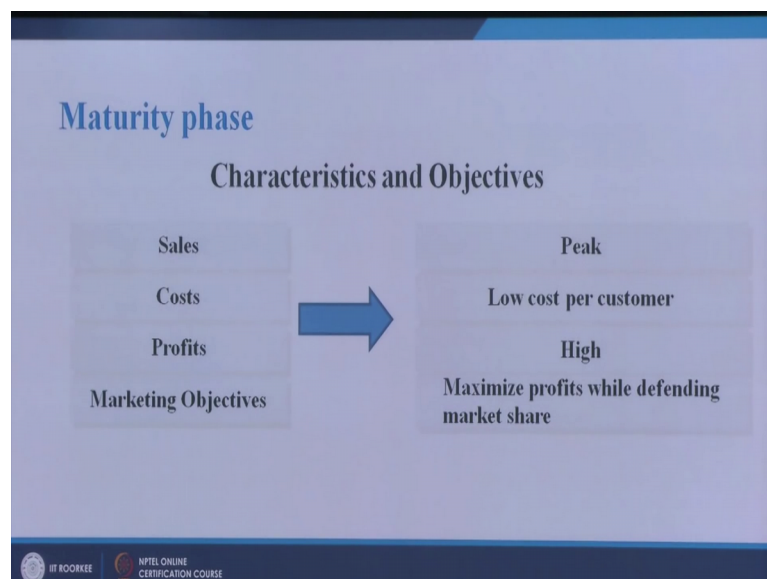 Maturity phase
Characteristics and Objectives
Sales
Peak
Costs
Low cost per customer
Profits
High
Marketing Objectives
Maximize profits while defending
market share
IIT ROORKEE
NPTEL ONLINE
CERTIFICATION COURSE